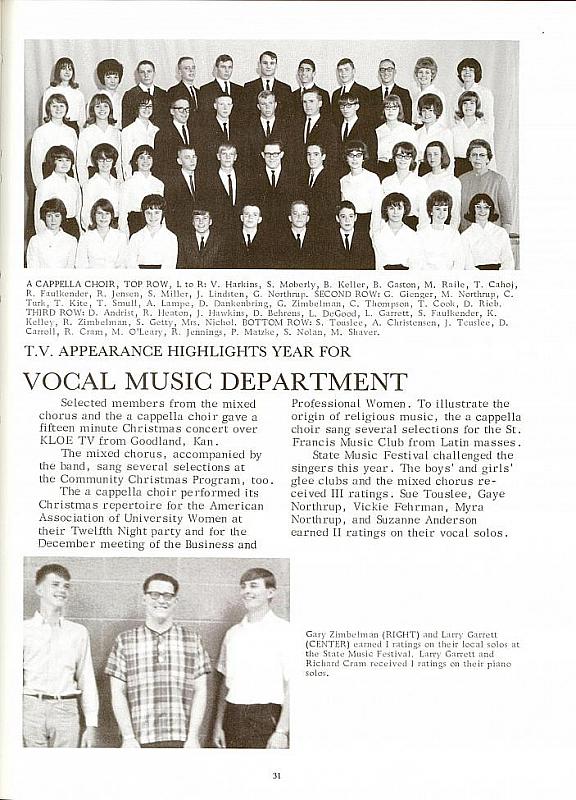 A CAPPELLA CHOIR, TOP ROW, L to R: V. Harkins, S. Moberly, B. Keller, B. Gaston, M. Raile, T. Cahoj,
R. Faulkender, R. Jensen, S. Miller, J. Lindsten, G. Northrup. SECOND ROW: G. Gienger, M. Northrup, C.
Turk, T. Kite, T. Smull, A. Lampe, D. Dankenbring, G. Zimbelman, C. Thompson, T. Cook, D. Rieb.
THIRD ROW: D. Andrist, R. Heaton, J. Hawkins, D. Behrens, L. DeGood, L. Garrett, S. Faulkender, K.
Kelley, R. Zimbelman, S. Getty, Mrs. Nichol. BOTTOM ROW: S. Touslee, A. Christensen, J. Touslee, D.
Carroll, R. Cram, M. O'Leary, R. Jennings, P. Matzke, S. Nolan, M. Shaver.
T.V. APPEARANCE HIGHLIGHTS YEAR FOR
VOCAL MUSIC DEPARTMENT
Selected members from the mixed
chorus and the a cappella choir gave a
fifteen minute Christmas concert over
KLOE TV from Goodland, Kan.
The mixed chorus, accompanied by
the band, sang several selections at
the Community Christmas Program, too.
The a cappella choir performed its
Christmas repertoire for the American
Association of University Women at
their Twelfth Night party and for the
December meeting of the Business and
Professional Women. To illustrate the
origin of religious music, the a cappella
choir sang several selections for the St.
Francis Music Club from Latin masses.
State Music Festival challenged the
singers this year. The boys' and girls'
glee clubs and the mixed chorus re-
ceived III ratings. Sue Touslee, Gaye
Northrup, Vickie Fehrman, Myra
Northrup, and Suzanne Anderson
earned II ratings on their vocal solos.
Gary Zimbelman (RIGHT) and Larry Garrett
(CENTER) earned I ratings on their local solos at
the State Music Festival. Larry Garrett and
Richard Cram received I ratings on their piano
solos.
31